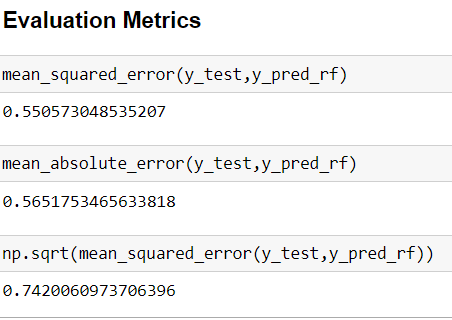 Evaluation Metrics
mean_squared_error(y_test,y_pred_rf)
0.550573048535207
mean_absolute_error(y_test,y_pred_rf)
0.5651753465633818
np.sqrt(mean_squared_error(y_test,y_pred_rf))
0.7420060973706396